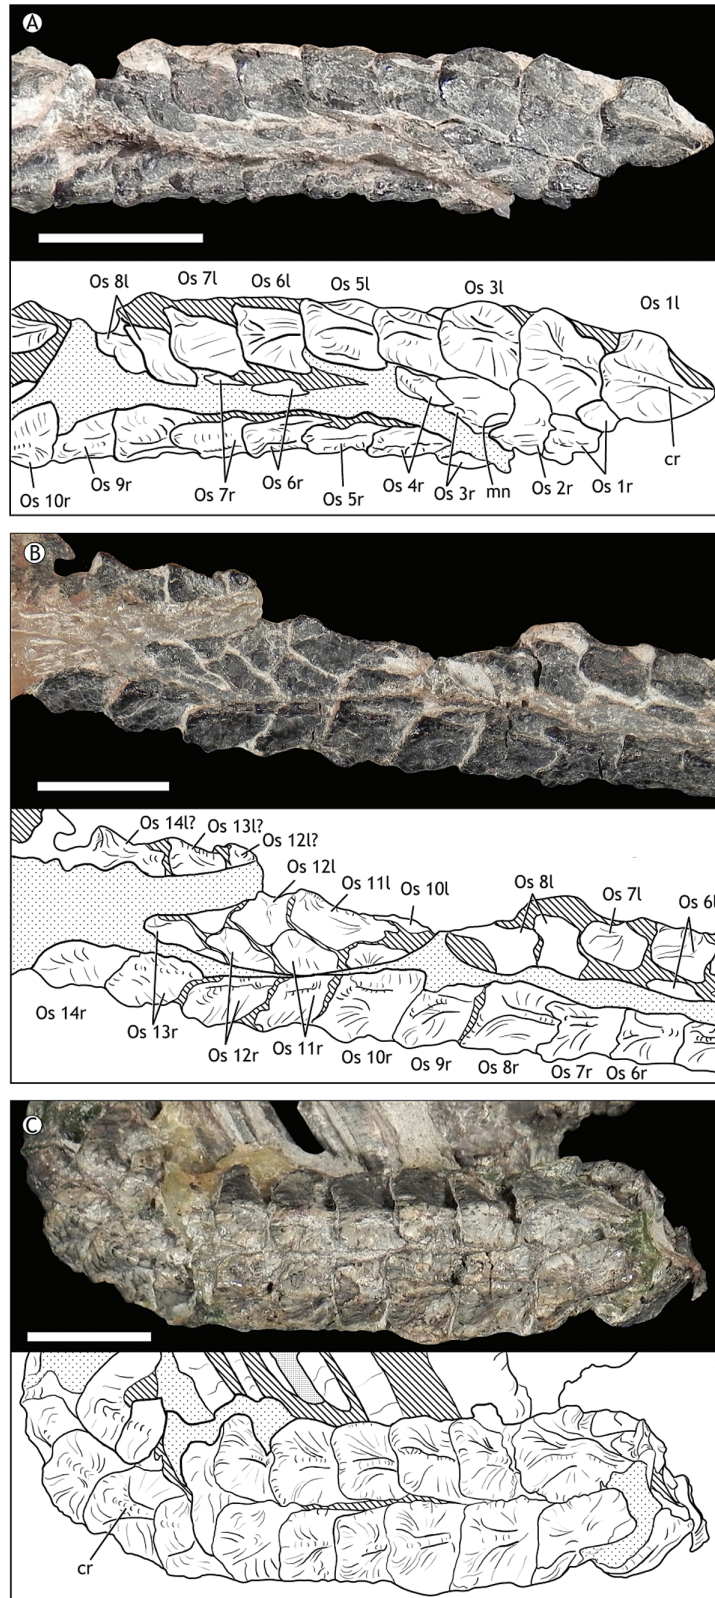 A
Os 8l Os 7l Os 6l Os 5l Os 3l Os 1l
cr
Os 10r Os 9r Os 7r Os 6r Os 5r Os 4r Os 3r mn Os 2r Os 1r
B
Os 14l? Os 13l? Os 12l?
Os 12l Os 11l Os 10l Os 8l Os 7l Os 6l
Os 14r Os 13r Os 12r Os 11r Os 10r Os 9r Os 8r Os 7r Os 6r
C
cr